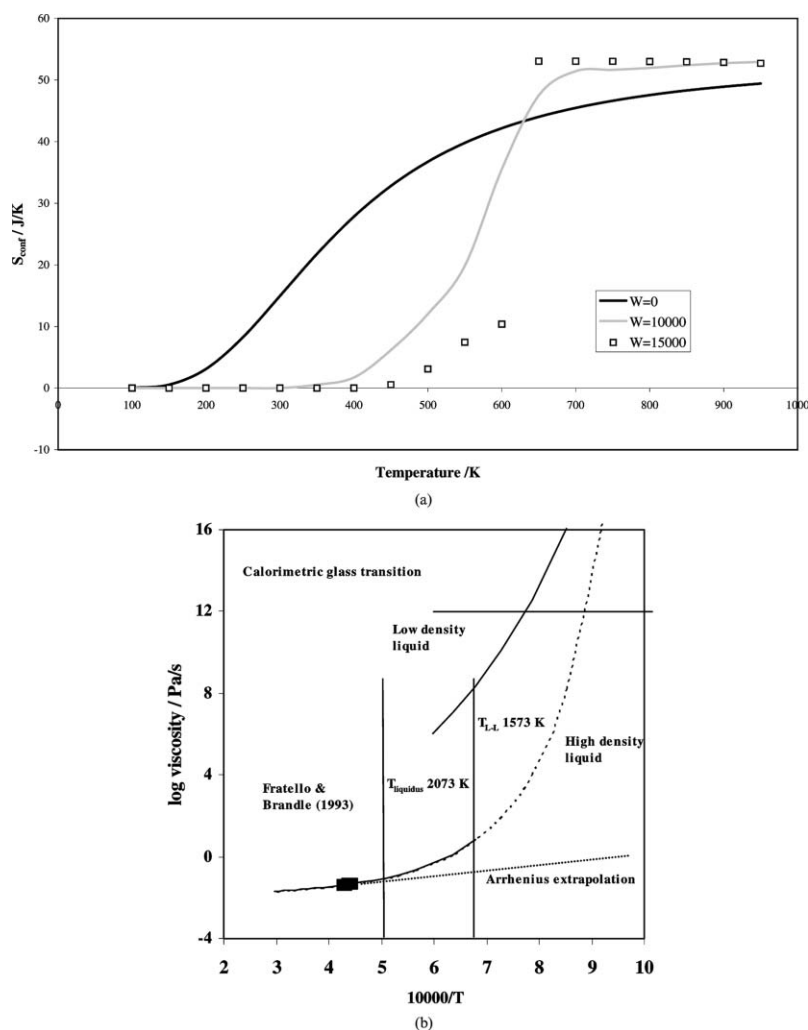 60
50
40
30
20
10
0
-10
S_conf / J/K
0 100 200 300 400 500 600 700 800 900 1000
W=0
W=10000
W=15000
Temperature /K
(a)
16
12
8
4
0
-4
log viscosity / Pa/s
Calorimetric glass transition
Low density
liquid
T_L-L 1573 K
High density
liquid
Fratello &
Brandle (1993)
T_liquidus 2073 K
Arrhenius extrapolation
2 3 4 5 6 7 8 9 10
10000/T
(b)